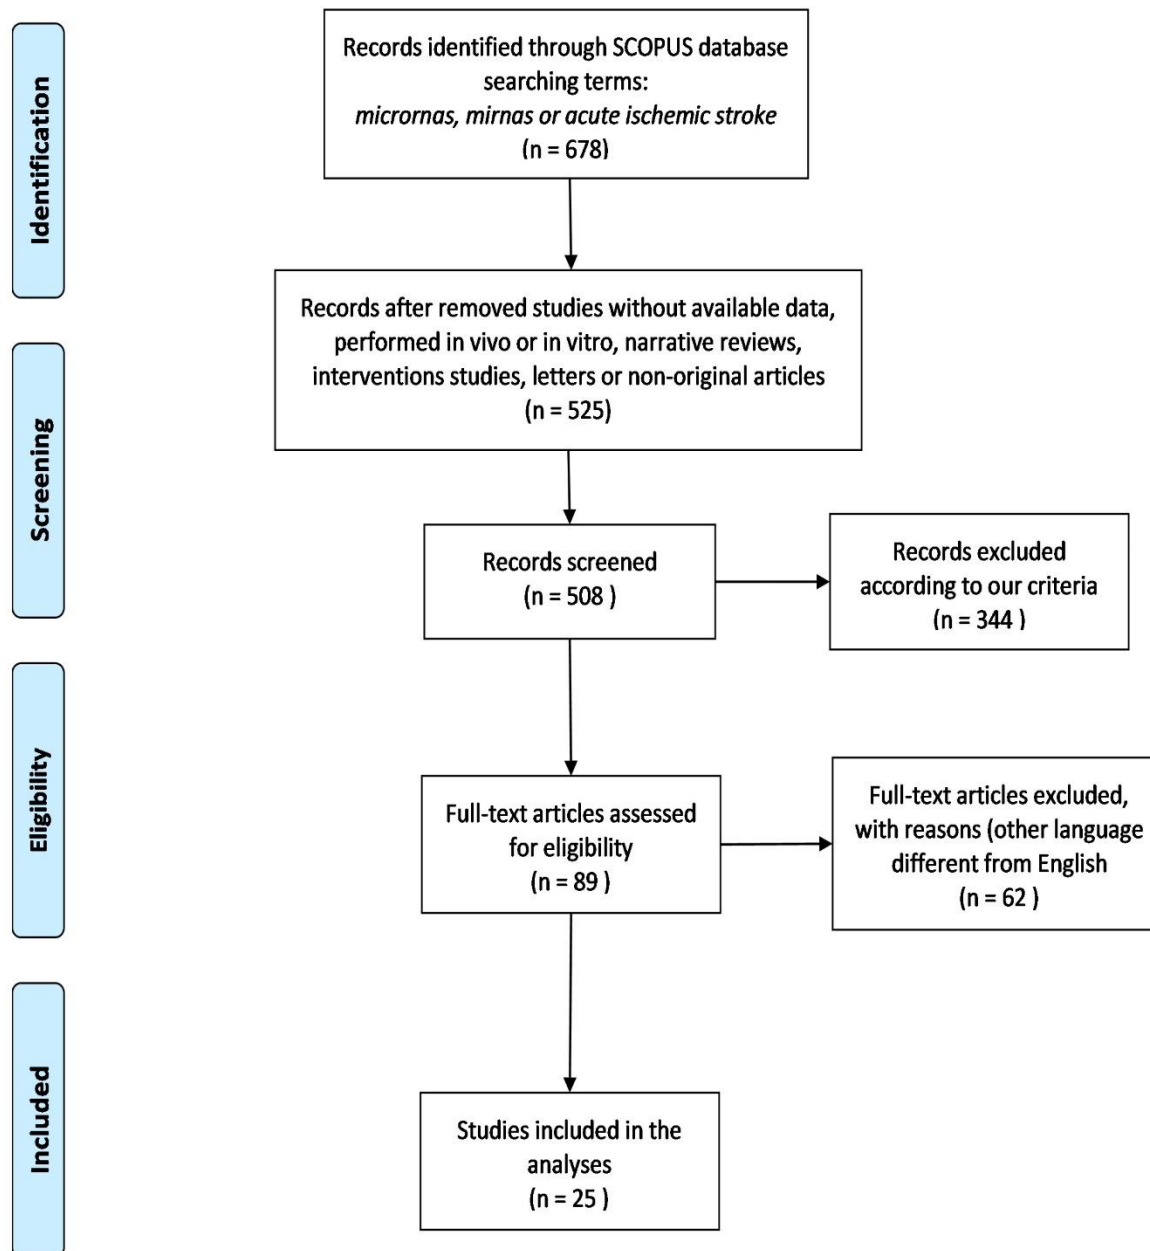 Identification
Records identified through SCOPUS database
searching terms:
micrornas, mirnas or acute ischemic stroke
(n = 678)
Records after removed studies without available data,
performed in vivo or in vitro, narrative reviews,
interventions studies, letters or non-original articles
(n = 525)
Screening
Records screened
(n = 508 )
Records excluded
according to our criteria
(n = 344 )
Eligibility
Full-text articles assessed
for eligibility
(n = 89 )
Full-text articles excluded,
with reasons (other language
different from English
(n = 62 )
Included
Studies included in the
analyses
(n = 25 )